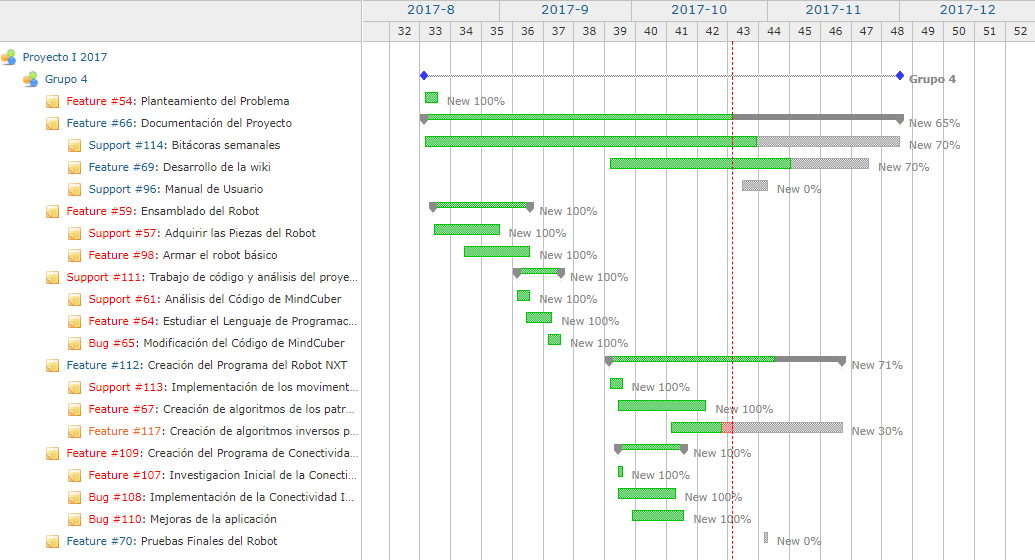 2017-8 2017-9 2017-10 2017-11 2017-12
32 33 34 35 36 37 38 39 40 41 42 43 44 45 46 47 48 49 50 51 52
Proyecto I 2017
Grupo 4 Grupo 4
Feature #54: Planteamiento del Problema New 100%
Feature #66: Documentación del Proyecto New 65%
Support #114: Bitácoras semanales New 70%
Feature #69: Desarrollo de la wiki New 70%
Support #96: Manual de Usuario New 0%
Feature #59: Ensamblado del Robot New 100%
Support #57: Adquirir las Piezas del Robot New 100%
Feature #98: Armar el robot básico New 100%
Support #111: Trabajo de código y análisis del proye... New 100%
Support #61: Análisis del Código de MindCuber New 100%
Feature #64: Estudiar el Lenguaje de Programac... New 100%
Bug #65: Modificación del Código de MindCuber New 100%
Feature #112: Creación del Programa del Robot NXT New 71%
Support #113: Implementación de los moviment... New 100%
Feature #67: Creación de algoritmos de los patr... New 100%
Feature #117: Creación de algoritmos inversos p... New 30%
Feature #109: Creación del Programa de Conectivida... New 100%
Feature #107: Investigacion Inicial de la Conecti... New 100%
Bug #108: Implementación de la Conectividad I... New 100%
Bug #110: Mejoras de la aplicación New 100%
Feature #70: Pruebas Finales del Robot New 0%